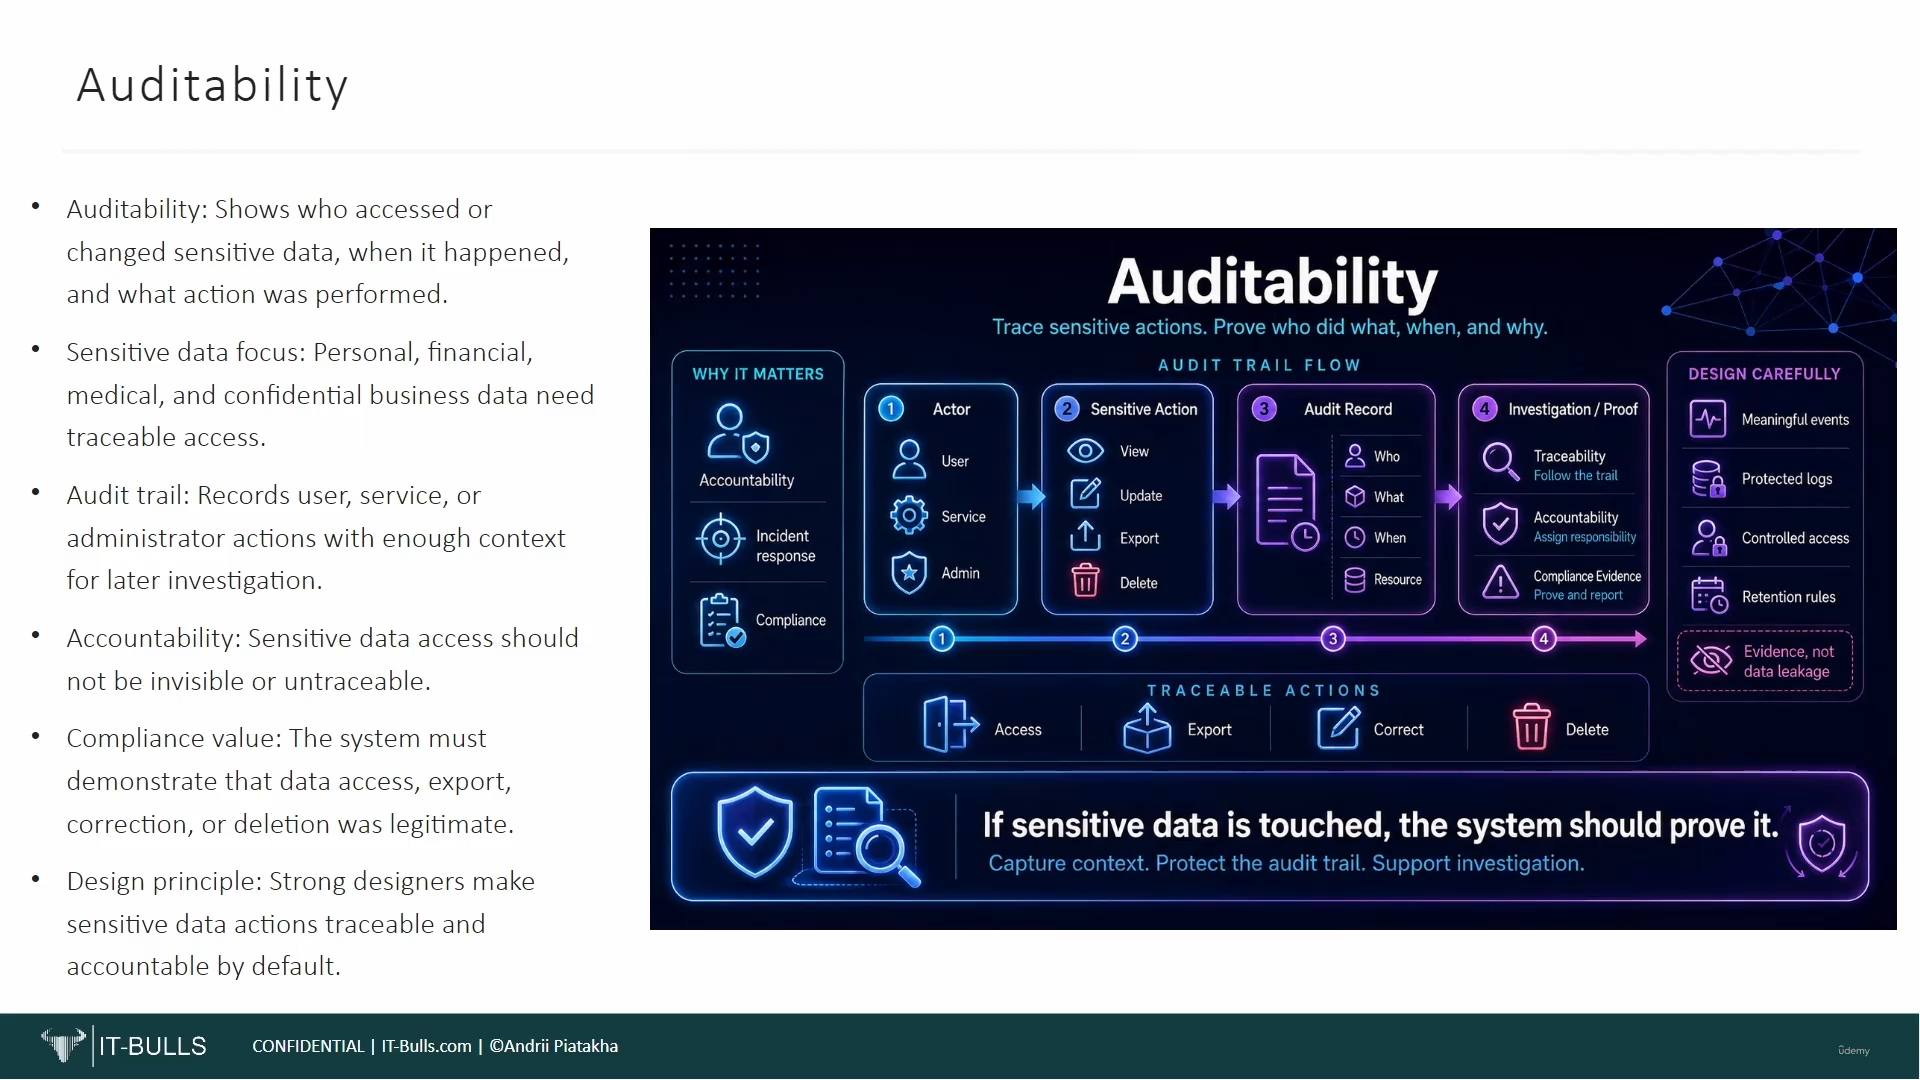 Auditability
• Auditability: Shows who accessed or
changed sensitive data, when it happened,
and what action was performed.
• Sensitive data focus: Personal, financial,
medical, and confidential business data need
traceable access.
• Audit trail: Records user, service, or
administrator actions with enough context
for later investigation.
• Accountability: Sensitive data access should
not be invisible or untraceable.
• Compliance value: The system must
demonstrate that data access, export,
correction, or deletion was legitimate.
• Design principle: Strong designers make
sensitive data actions traceable and
accountable by default.
Auditability
Trace sensitive actions. Prove who did what, when, and why.
WHY IT MATTERS
Accountability
Incident
response
Compliance
AUDIT TRAIL FLOW
1 Actor
User
Service
Admin
2 Sensitive Action
View
Update
Export
Delete
3 Audit Record
Who
What
When
Resource
4 Investigation / Proof
Traceability
Follow the trail
Accountability
Assign responsibility
Compliance Evidence
Prove and report
1 2 3 4
TRACEABLE ACTIONS
Access Export Correct Delete
DESIGN CAREFULLY
Meaningful events
Protected logs
Controlled access
Retention rules
Evidence, not
data leakage
If sensitive data is touched, the system should prove it.
Capture context. Protect the audit trail. Support investigation.
IT-BULLS CONFIDENTIAL | IT-Bulls.com | ©Andrii Piatakha
udemy